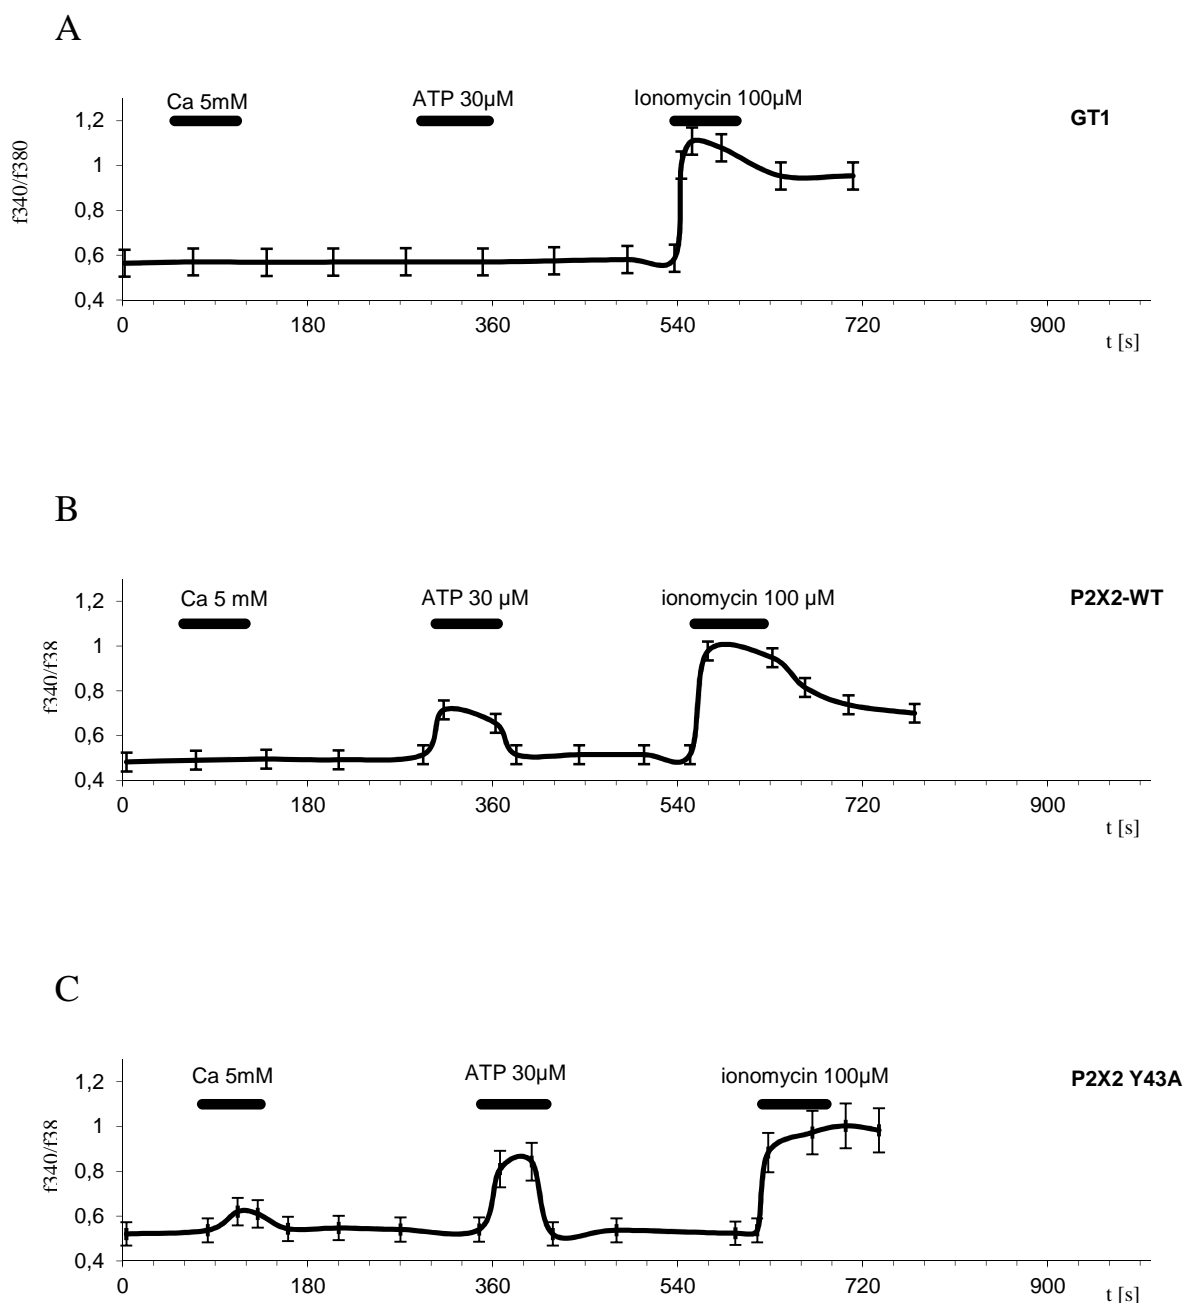 A
Ca 5mM
ATP 30µM
Ionomycin 100µM
GT1
f340/f380
1,2
1
0,8
0,6
0,4
0 180 360 540 720 900
t [s]
B
Ca 5 mM
ATP 30 µM
ionomycin 100 µM
P2X2-WT
f340/f38
1,2
1
0,8
0,6
0,4
0 180 360 540 720 900
t [s]
C
Ca 5mM
ATP 30µM
ionomycin 100µM
P2X2 Y43A
f340/f38
1,2
1
0,8
0,6
0,4
0 180 360 540 720 900
t [s]